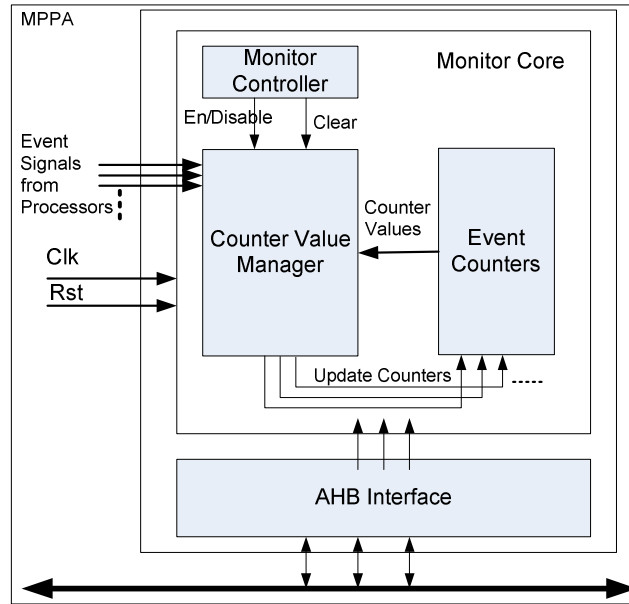 MPPA
Monitor
Controller
Monitor Core
En/Disable
Clear
Event
Signals
from
Processors
Counter
Values
Counter Value
Manager
Event
Counters
Clk
Rst
Update Counters
AHB Interface